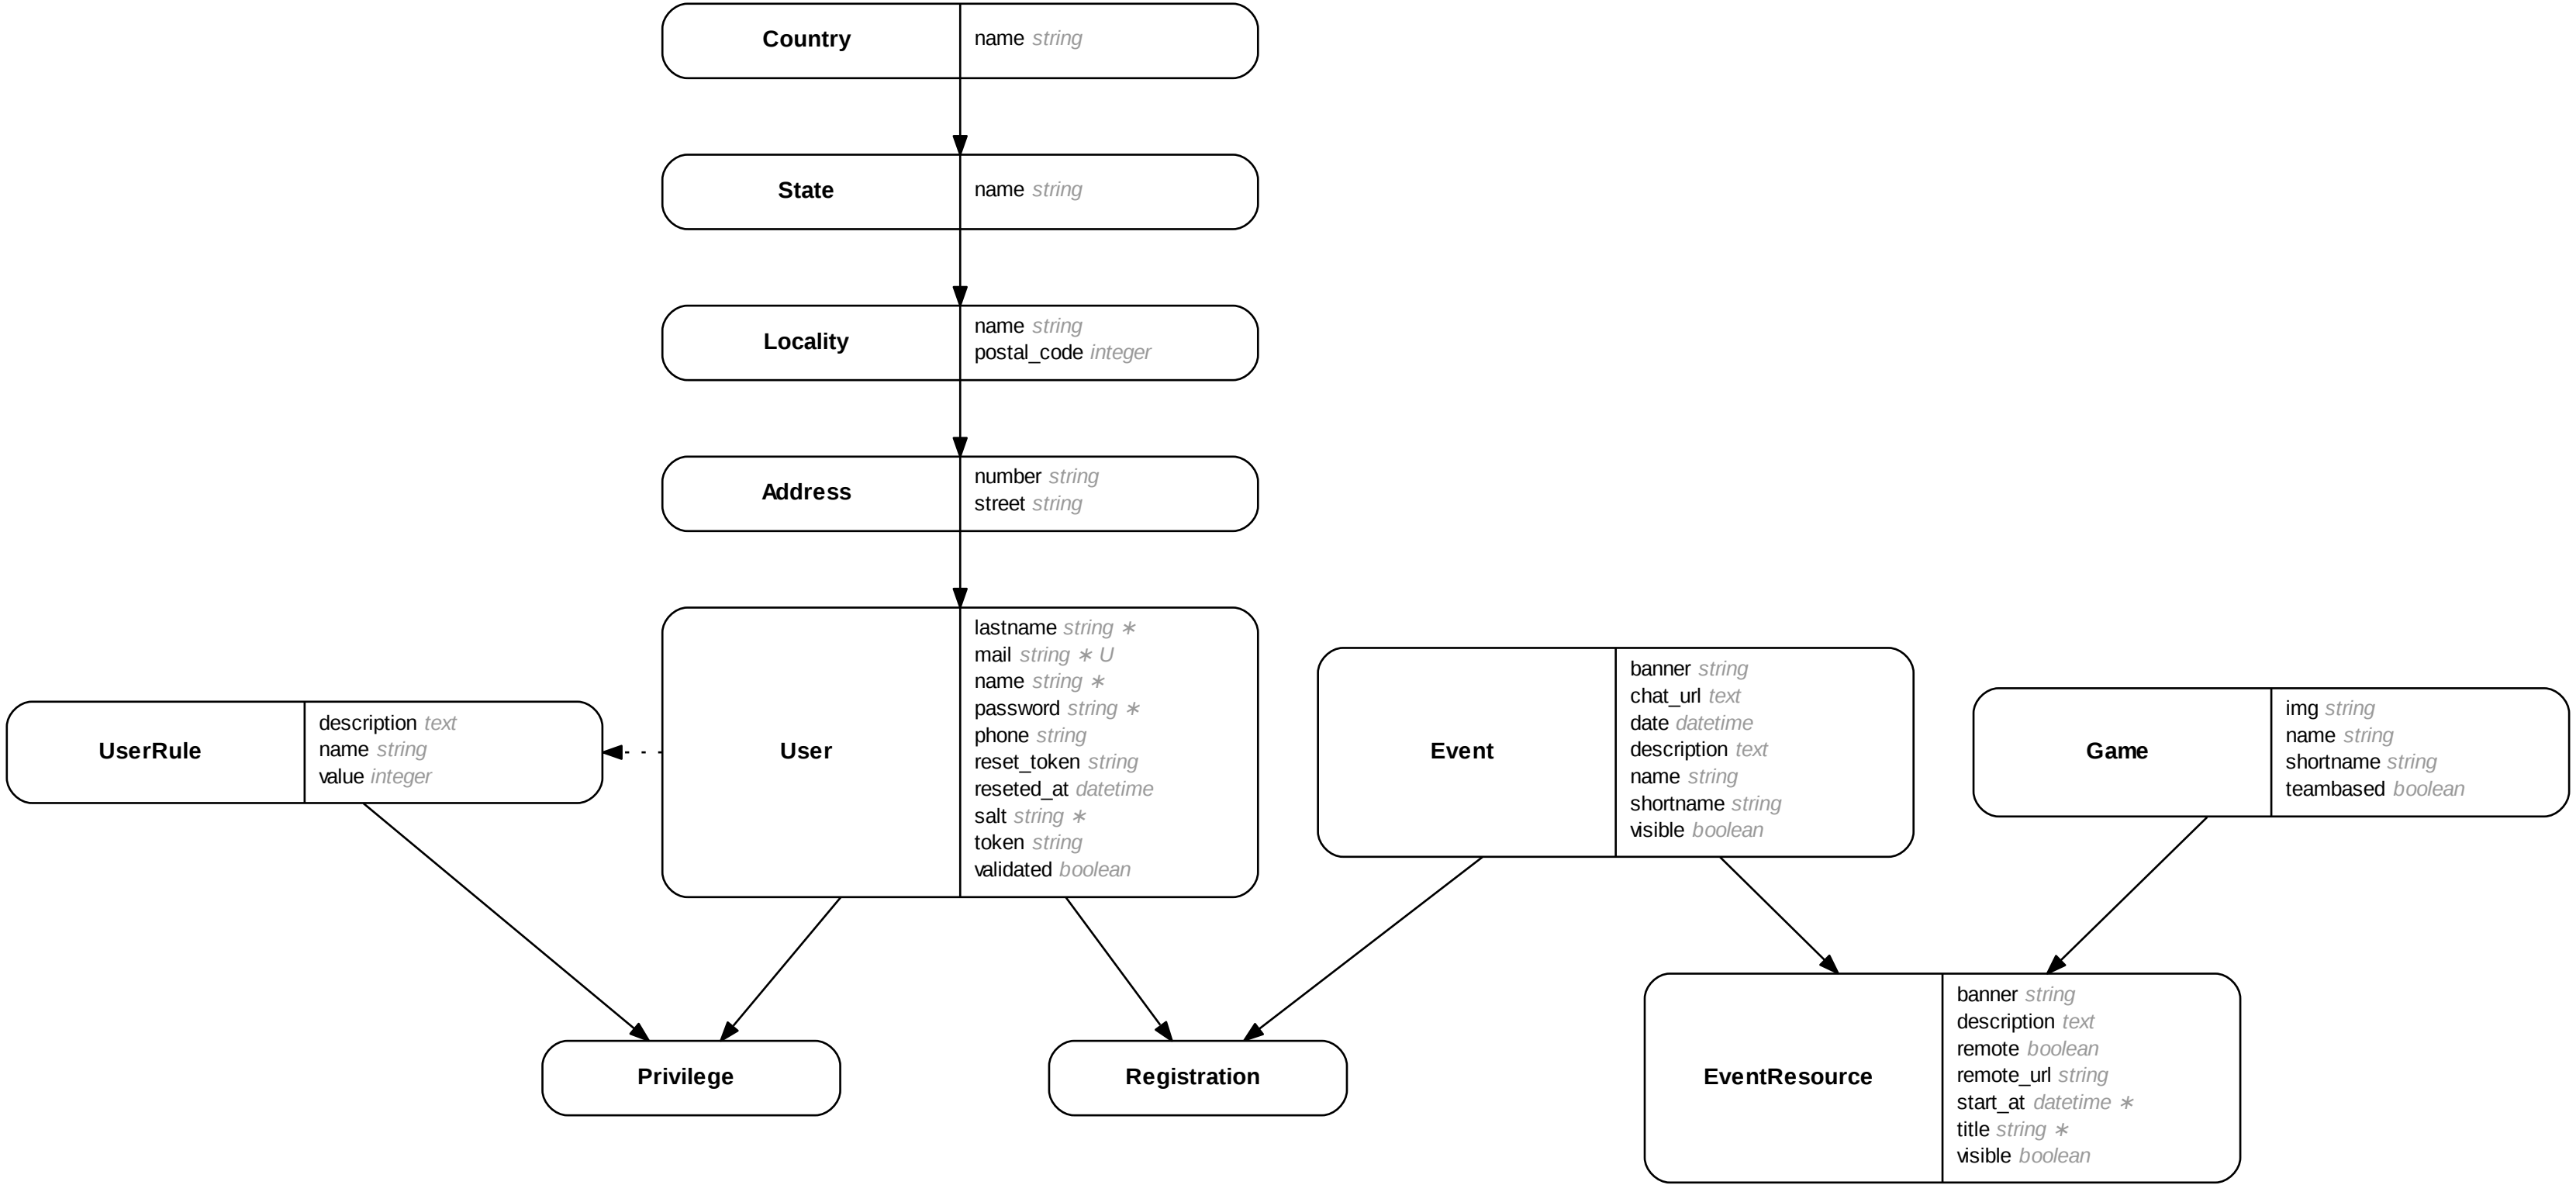 Country
name string
State
name string
Locality
name string
postal_code integer
Address
number string
street string
UserRule
description text
name string
value integer
User
lastname string ∗
mail string ∗ U
name string ∗
password string ∗
phone string
reset_token string
reseted_at datetime
salt string ∗
token string
validated boolean
Event
banner string
chat_url text
date datetime
description text
name string
shortname string
visible boolean
Game
img string
name string
shortname string
teambased boolean
Privilege
Registration
EventResource
banner string
description text
remote boolean
remote_url string
start_at datetime ∗
title string ∗
visible boolean